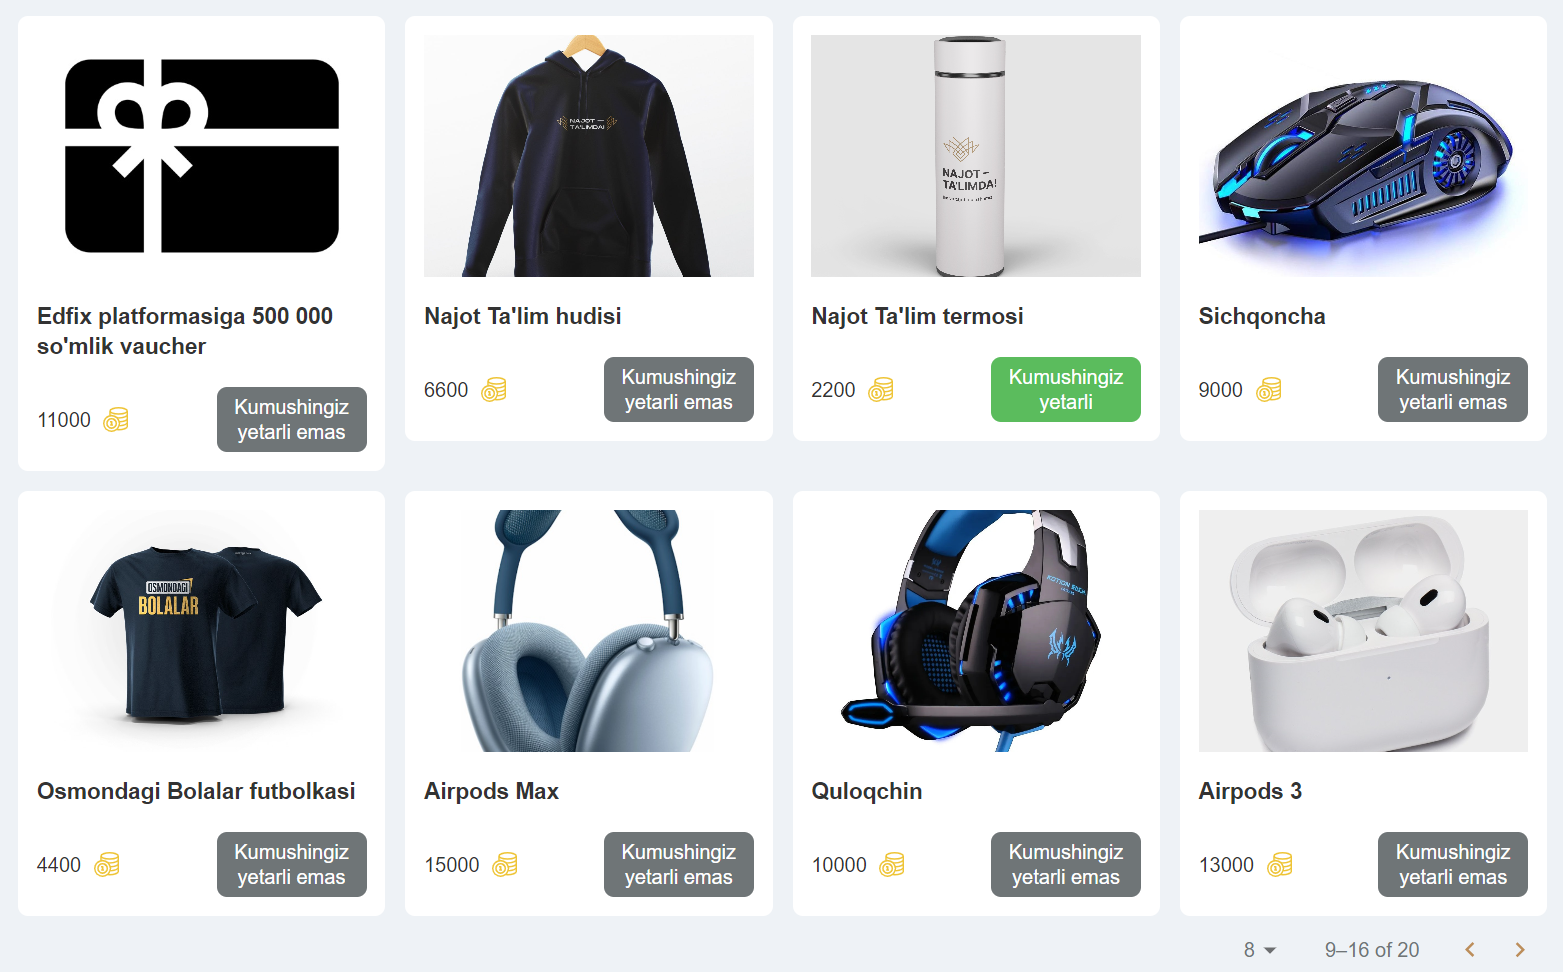 Edfix platformasiga 500 000
so'mlik vaucher
11000
Kumushingiz
yetarli emas
NAJOT –
TA'LIMDA!
Najot Ta'lim hudisi
6600
Kumushingiz
yetarli emas
NAJOT –
TA'LIMDA!
Najot Ta'lim termosi
2200
Kumushingiz
yetarli
Sichqoncha
9000
Kumushingiz
yetarli emas
OSMONDAGI
BOLALAR
Osmondagi Bolalar futbolkasi
4400
Kumushingiz
yetarli emas
Airpods Max
15000
Kumushingiz
yetarli emas
KOTION EACH
Quloqchin
10000
Kumushingiz
yetarli emas
Airpods 3
13000
Kumushingiz
yetarli emas
8
9–16 of 20